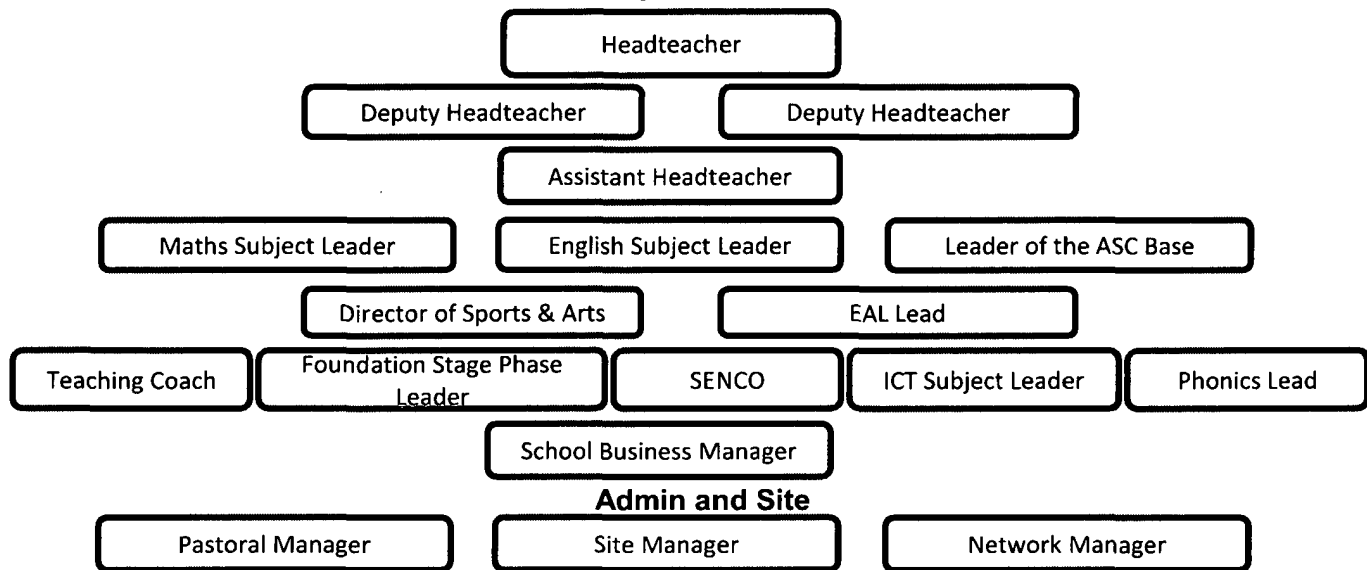 Headteacher
Deputy Headteacher
Deputy Headteacher
Assistant Headteacher
Maths Subject Leader
English Subject Leader
Leader of the ASC Base
Director of Sports & Arts
EAL Lead
Teaching Coach
Foundation Stage Phase
Leader
SENCO
ICT Subject Leader
Phonics Lead
School Business Manager
Admin and Site
Pastoral Manager
Site Manager
Network Manager